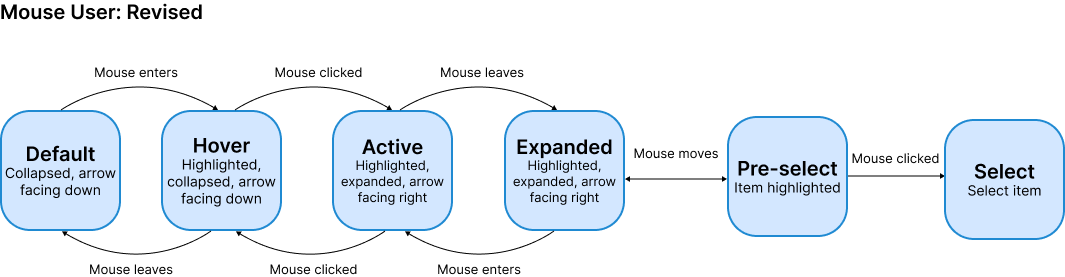 Mouse User: Revised
Mouse enters
Mouse clicked
Mouse leaves
Default
Collapsed, arrow
facing down
Hover
Highlighted,
collapsed, arrow
facing down
Active
Highlighted,
expanded, arrow
facing right
Expanded
Highlighted,
expanded, arrow
facing right
Mouse moves
Pre-select
Item highlighted
Mouse clicked
Select
Select item
Mouse leaves
Mouse clicked
Mouse enters